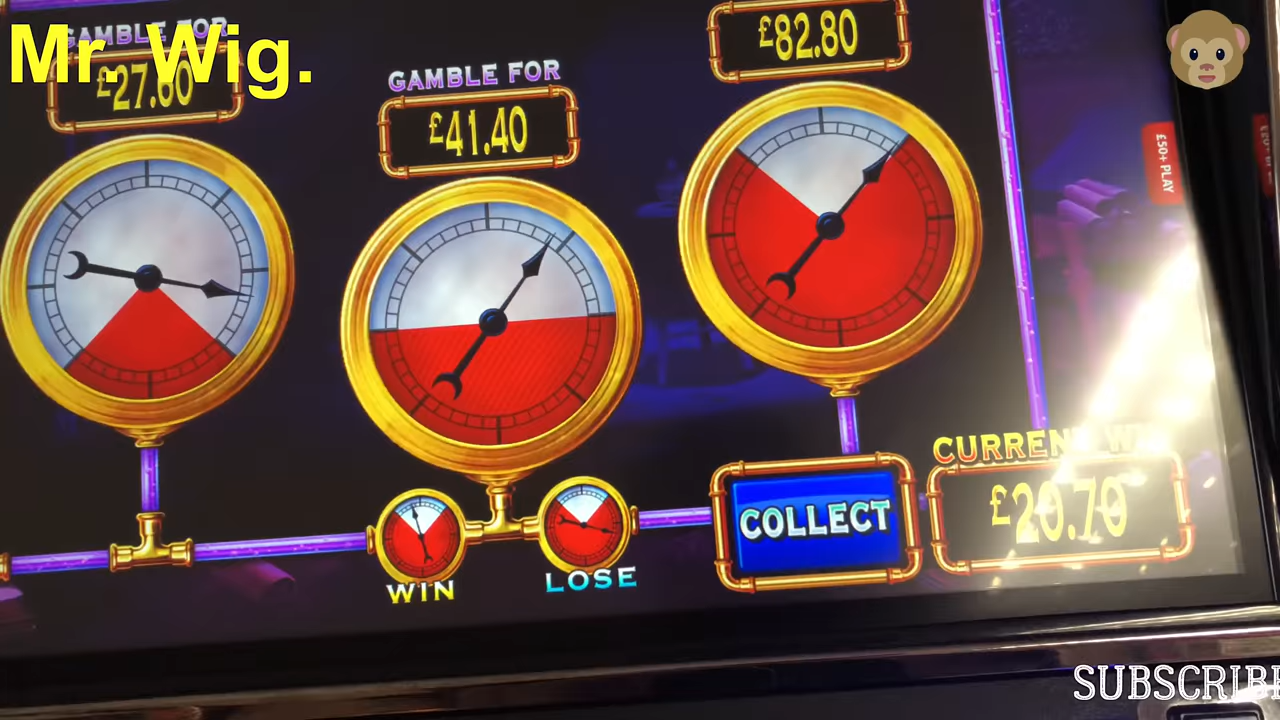 Mr. Wig.
GAMBLE FOR
£27.60
GAMBLE FOR
£41.40
£82.80
£50+ PLAY
WIN
LOSE
COLLECT
CURRENT
£20.70
SUBSCRIBE